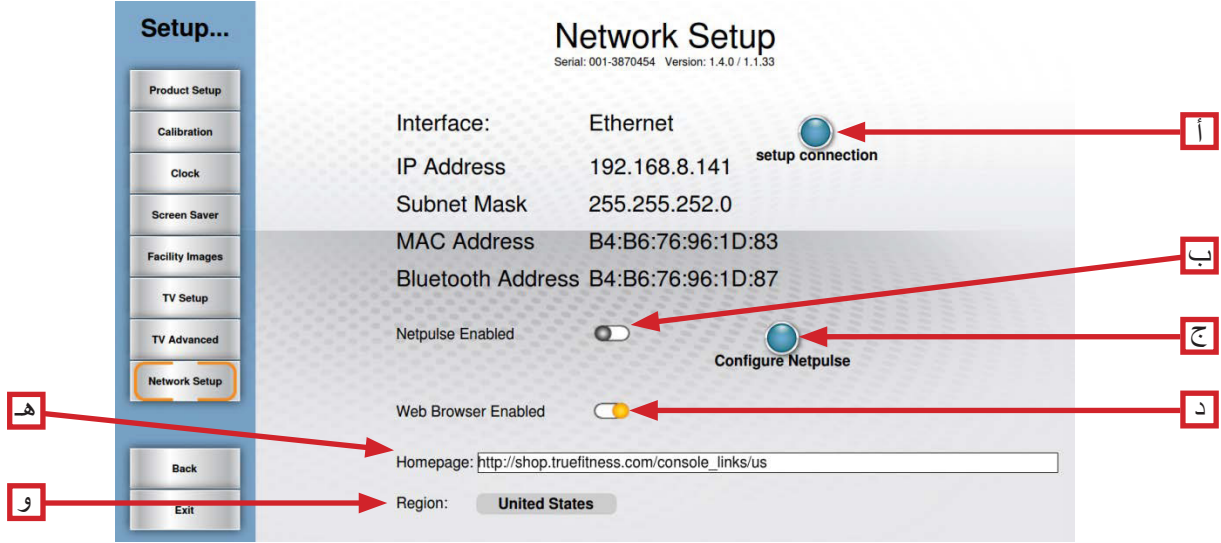 Setup...
Network Setup
Serial: 001-3870454 Version: 1.4.0 / 1.1.33
Product Setup
Calibration
Clock
Screen Saver
Facility Images
TV Setup
TV Advanced
Network Setup
Back
Exit
Interface: Ethernet
setup connection
IP Address 192.168.8.141
Subnet Mask 255.255.252.0
MAC Address B4:B6:76:96:1D:83
Bluetooth Address B4:B6:76:96:1D:87
Netpulse Enabled
Configure Netpulse
Web Browser Enabled
Homepage: http://shop.truefitness.com/console_links/us
Region: United States
أ
ب
ج
د
هـ
و